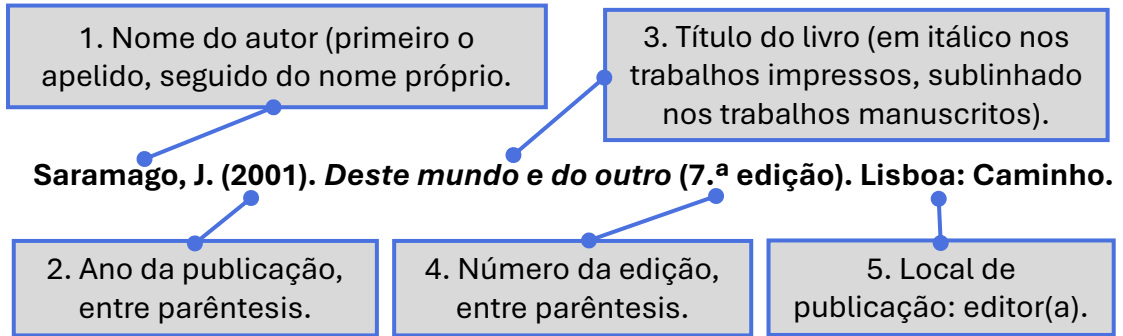 1. Nome do autor (primeiro o
apelido, seguido do nome próprio.
3. Título do livro (em itálico nos
trabalhos impressos, sublinhado
nos trabalhos manuscritos).
Saramago, J. (2001). Deste mundo e do outro (7.ª edição). Lisboa: Caminho.
2. Ano da publicação,
entre parêntesis.
4. Número da edição,
entre parêntesis.
5. Local de
publicação: editor(a).